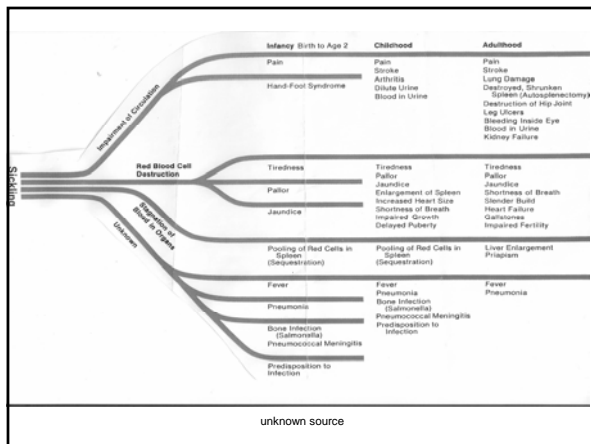 Infancy Birth to Age 2
Childhood
Adulthood
Pain
Hand-Foot Syndrome
Pain
Stroke
Arthritis
Dilute Urine
Blood in Urine
Pain
Stroke
Lung Damage
Destroyed, Shrunken
Spleen (Autosplenectomy)
Destruction of Hip Joint
Leg Ulcers
Bleeding Inside Eye
Blood in Urine
Kidney Failure
Impairment of Circulation
Sickling
Red Blood Cell
Destruction
Tiredness
Pallor
Jaundice
Tiredness
Pallor
Jaundice
Enlargement of Spleen
Increased Heart Size
Shortness of Breath
Impaired Growth
Delayed Puberty
Tiredness
Pallor
Jaundice
Shortness of Breath
Slender Build
Heart Failure
Gallstones
Impaired Fertility
Stagnation of
Blood in Organs
Pooling of Red Cells in
Spleen
(Sequestration)
Pooling of Red Cells in
Spleen
(Sequestration)
Liver Enlargement
Priapism
Unknown
Fever
Pneumonia
Bone Infection
(Salmonella)
Pneumococcal Meningitis
Predisposition to
Infection
Fever
Pneumonia
Bone Infection
(Salmonella)
Pneumococcal Meningitis
Predisposition to
Infection
Fever
Pneumonia
unknown source